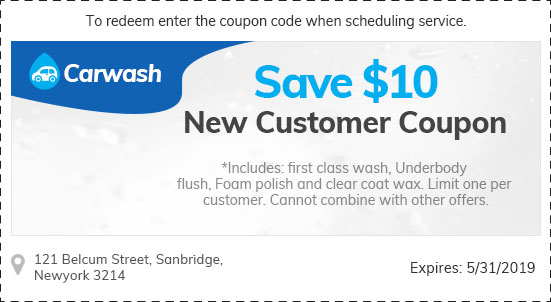 To redeem enter the coupon code when scheduling service.
Carwash
Save $10
New Customer Coupon
*Includes: first class wash, Underbody
flush, Foam polish and clear coat wax. Limit one per
customer. Cannot combine with other offers.
121 Belcum Street, Sanbridge,
Newyork 3214
Expires: 5/31/2019